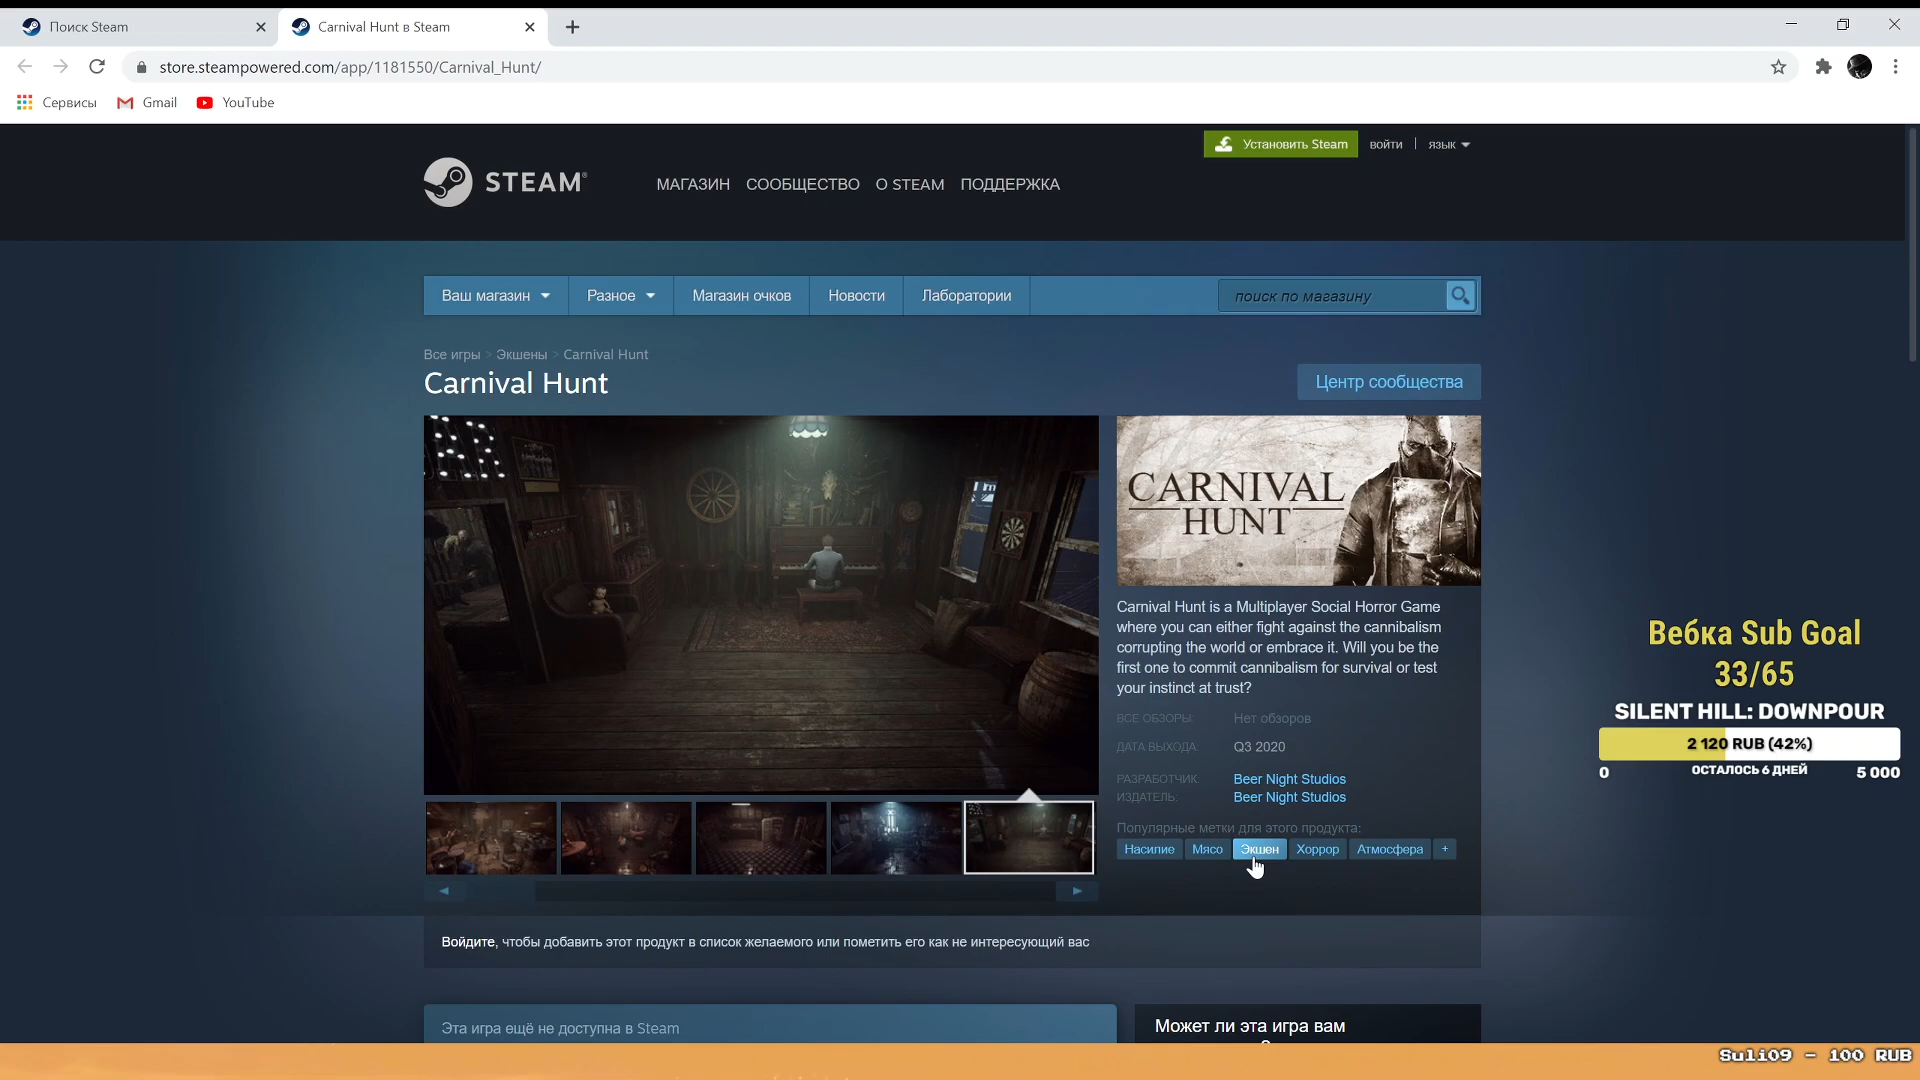 Поиск Steam
Carnival Hunt в Steam
store.steampowered.com/app/1181550/Carnival_Hunt/
Сервисы
Gmail
YouTube
Установить Steam
войти
язык
STEAM
МАГАЗИН
СООБЩЕСТВО
О STEAM
ПОДДЕРЖКА
Ваш магазин
Разное
Магазин очков
Новости
Лаборатории
поиск по магазину
Все игры > Экшены > Carnival Hunt
Carnival Hunt
Центр сообщества
CARNIVAL
HUNT
Carnival Hunt is a Multiplayer Social Horror Game
where you can either fight against the cannibalism
corrupting the world or embrace it. Will you be the
first one to commit cannibalism for survival or test
your instinct at trust?
ВСЕ ОБЗОРЫ: Нет обзоров
ДАТА ВЫХОДА: Q3 2020
РАЗРАБОТЧИК: Beer Night Studios
ИЗДАТЕЛЬ: Beer Night Studios
Популярные метки для этого продукта:
Насилие
Мясо
Экшен
Хоррор
Атмосфера
+
Вебка Sub Goal
33/65
SILENT HILL: DOWNPOUR
2 120 RUB (42%)
0
ОСТАЛОСЬ 6 ДНЕЙ
5 000
Войдите, чтобы добавить этот продукт в список желаемого или пометить его как не интересующий вас
Эта игра ещё не доступна в Steam
Может ли эта игра вам
Suli09 - 100 RUB